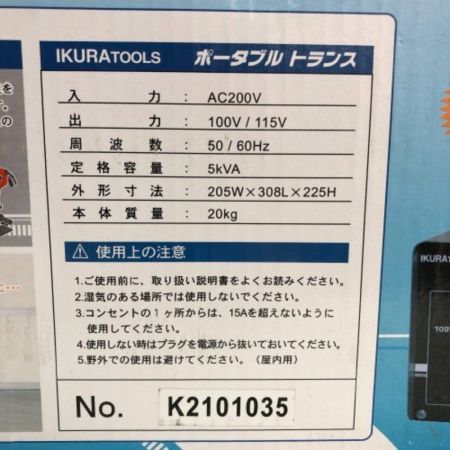 IKURATOOLS ポータブル トランス
入力 : AC200V
出力 : 100V / 115V
周波数 : 50 / 60Hz
定格容量 : 5kVA
外形寸法 : 205W×308L×225H
本体質量 : 20kg
⚠ 使用上の注意
1.ご使用前に、取り扱い説明書をよくお読みください。
2.湿気のある場所では使用しないでください。
3.コンセントの1ヶ所からは、15Aを超えないように
使用してください。
4.使用しない時はプラグを電源から抜いておいてください。
5.野外での使用は避けてください。（屋内用）
No. K2101035
IKURAT
100V